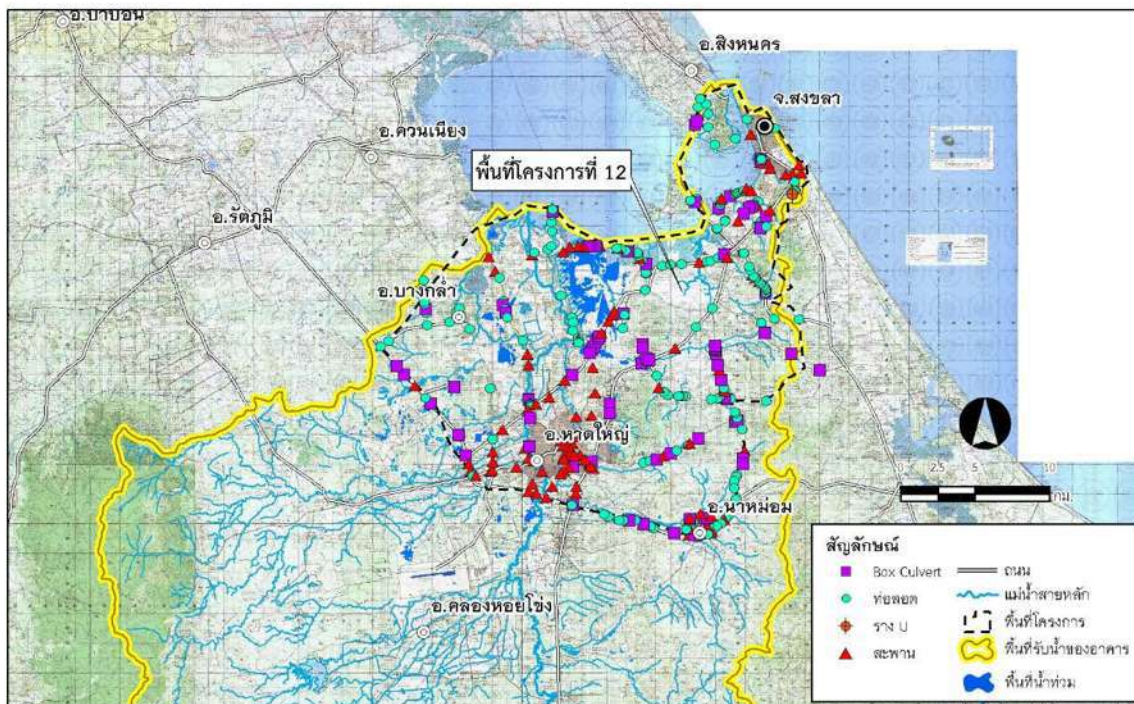 อ.ป่าบอน
อ.สิงหนคร
จ.สงขลา
อ.ควนเนียง
พื้นที่โครงการที่ 12
อ.รัตภูมิ
อ.บางกล่ำ
อ.หาดใหญ่
อ.นาหม่อม
อ.คลองหอยโข่ง
0 2.5 5 10
กม.
สัญลักษณ์
Box Culvert
ท่อลอด
ราง U
สะพาน
ถนน
แม่น้ำสายหลัก
พื้นที่โครงการ
พื้นที่รับน้ำของอาคาร
พื้นที่น้ำท่วม